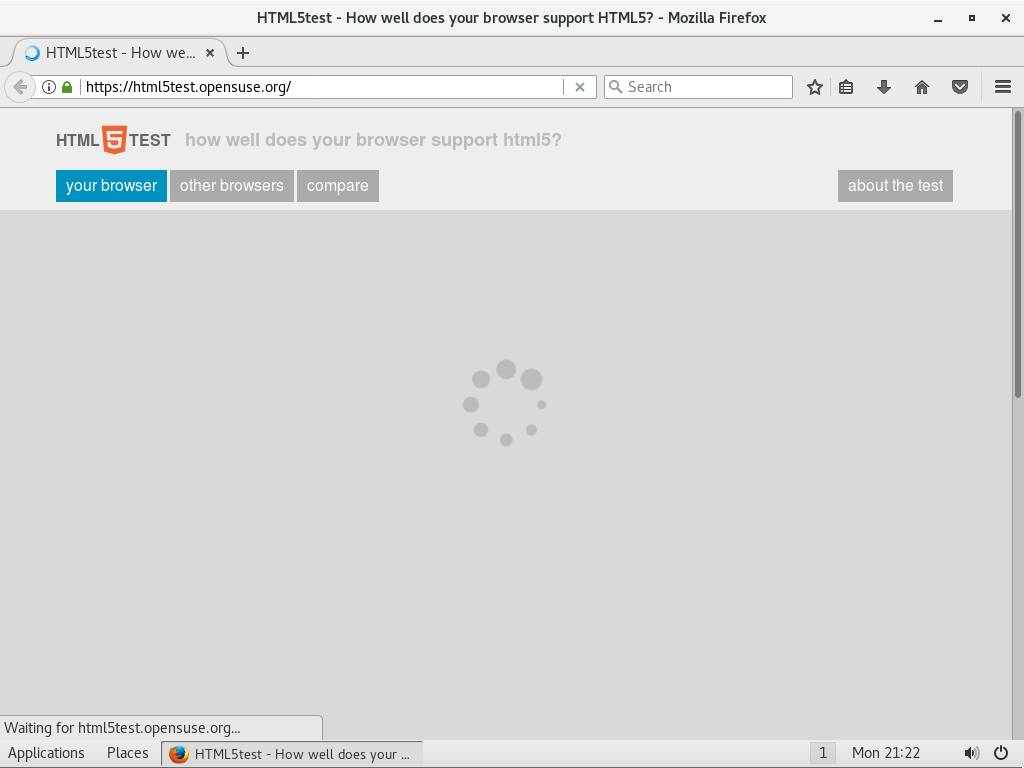 HTML5test - How well does your browser support HTML5? - Mozilla Firefox
HTML5test - How we...
https://html5test.opensuse.org/
Search
HTML 5 TEST how well does your browser support html5?
your browser other browsers compare about the test
Waiting for html5test.opensuse.org...
Applications Places HTML5test - How well does your ... 1 Mon 21:22